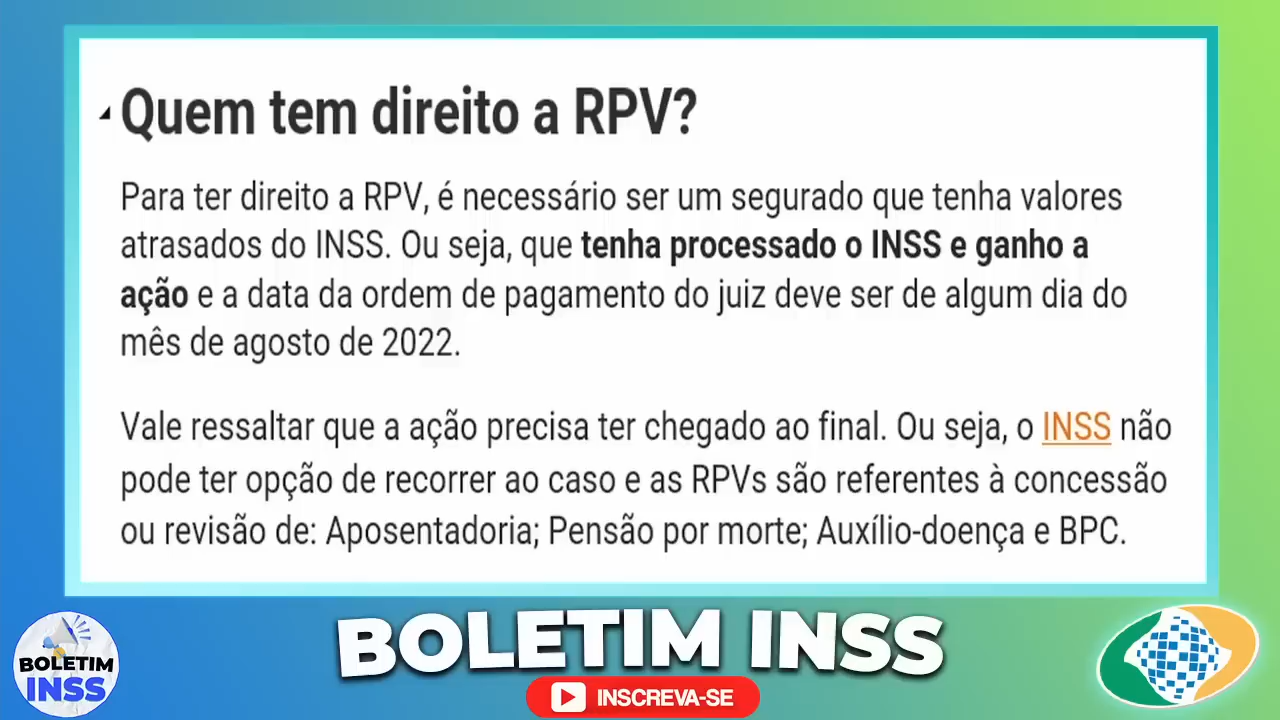 Quem tem direito a RPV?
Para ter direito a RPV, é necessário ser um segurado que tenha valores
atrasados do INSS. Ou seja, que tenha processado o INSS e ganho a
ação e a data da ordem de pagamento do juiz deve ser de algum dia do
mês de agosto de 2022.
Vale ressaltar que a ação precisa ter chegado ao final. Ou seja, o INSS não
pode ter opção de recorrer ao caso e as RPVs são referentes à concessão
ou revisão de: Aposentadoria; Pensão por morte; Auxílio-doença e BPC.
BOLETIM INSS
INSCREVA-SE
BOLETIM
INSS